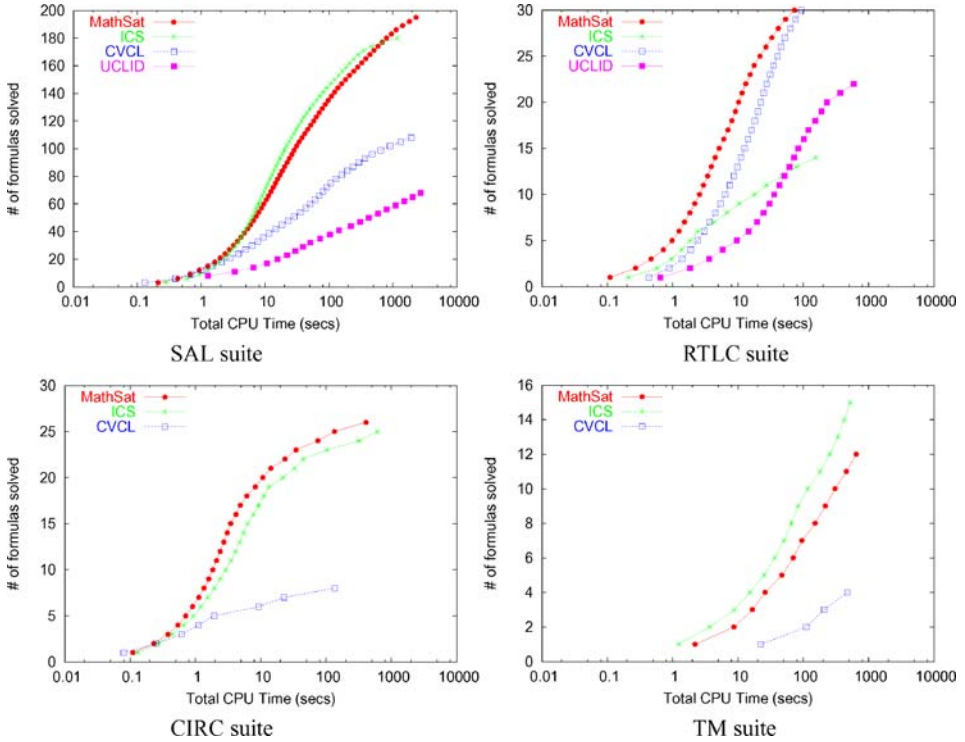 # of formulas solved
200
180
160
140
120
100
80
60
40
20
0
MathSat
ICS
CVCL
UCLID
0.01 0.1 1 10 100 1000 10000
Total CPU Time (secs)
SAL suite
# of formulas solved
30
25
20
15
10
5
0
MathSat
ICS
CVCL
UCLID
0.01 0.1 1 10 100 1000 10000
Total CPU Time (secs)
RTLC suite
# of formulas solved
30
25
20
15
10
5
0
MathSat
ICS
CVCL
0.01 0.1 1 10 100 1000 10000
Total CPU Time (secs)
CIRC suite
# of formulas solved
16
14
12
10
8
6
4
2
0
MathSat
ICS
CVCL
0.01 0.1 1 10 100 1000 10000
Total CPU Time (secs)
TM suite